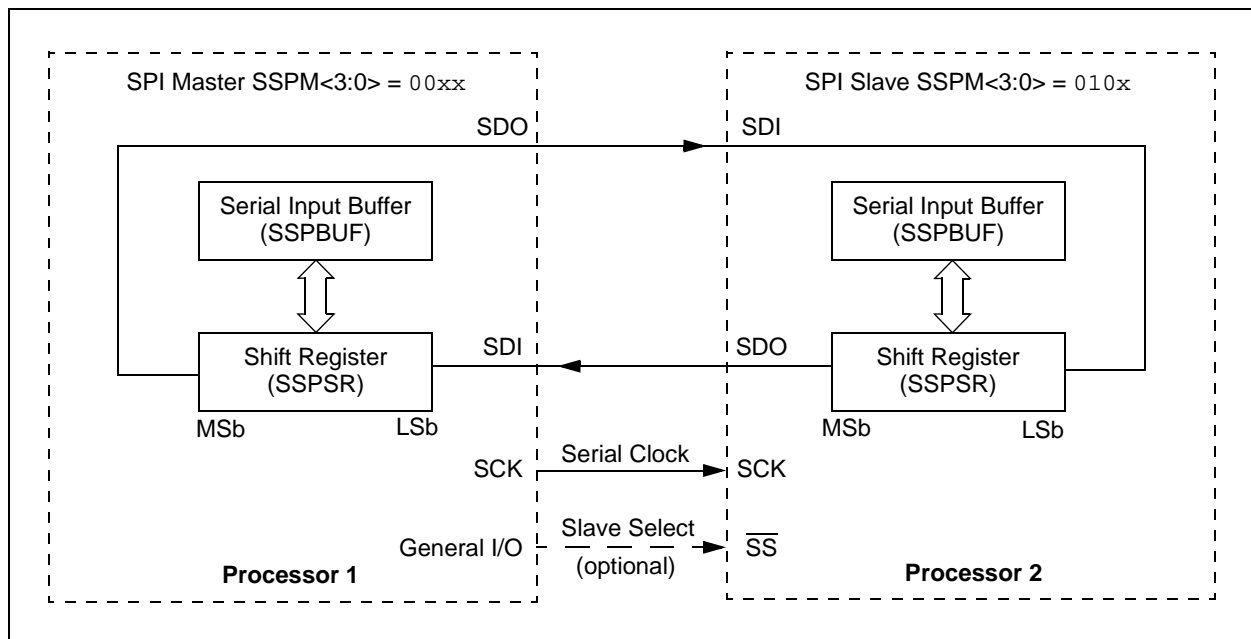 SPI Master SSPM<3:0> = 00xx
SDO
Serial Input Buffer
(SSPBUF)
Shift Register
(SSPSR)
MSb
LSb
SDI
SCK
General I/O
Processor 1
Serial Clock
Slave Select
(optional)
SPI Slave SSPM<3:0> = 010x
SDI
Serial Input Buffer
(SSPBUF)
SDO
Shift Register
(SSPSR)
MSb
LSb
SCK
S̅S̅
Processor 2